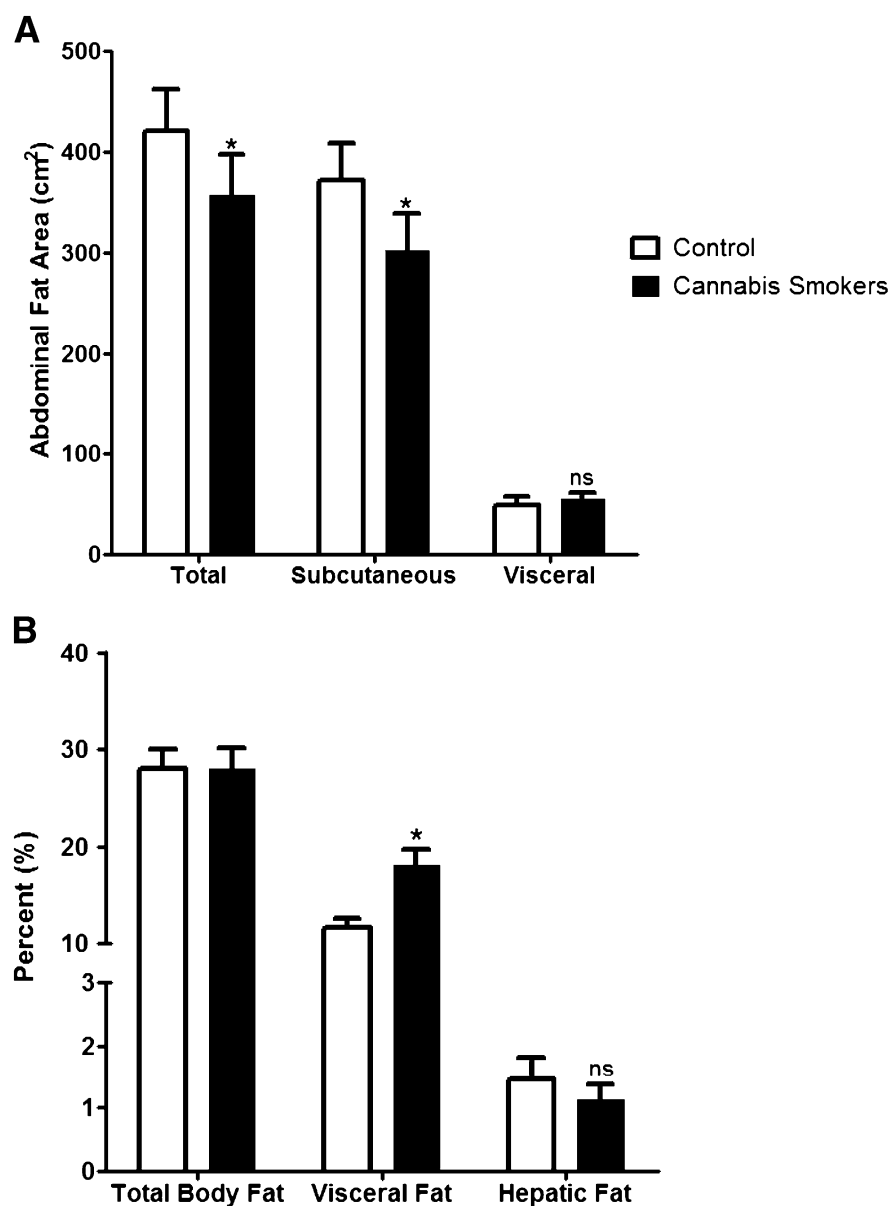 A
500
400
300
200
100
0
Abdominal Fat Area (cm²)
*
*
ns
Total Subcutaneous Visceral
Control
Cannabis Smokers
B
40
30
20
10
3
2
1
0
Percent (%)
*
ns
Total Body Fat Visceral Fat Hepatic Fat